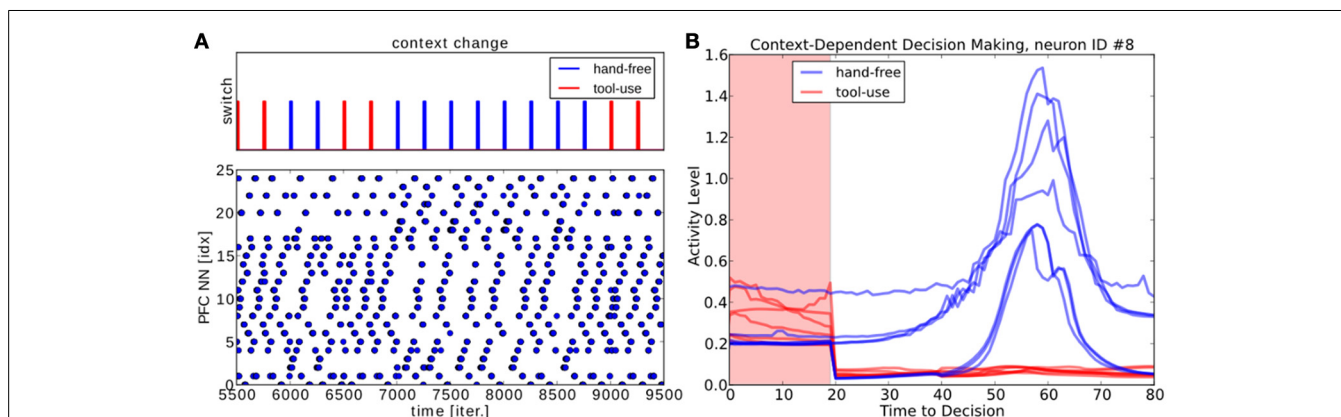 A
context change
switch
hand-free
tool-use
PFC NN [idx]
25
20
15
10
5
0
5500 6000 6500 7000 7500 8000 8500 9000 9500
time [iter.]
B
Context-Dependent Decision Making, neuron ID #8
hand-free
tool-use
Activity Level
1.6
1.4
1.2
1.0
0.8
0.6
0.4
0.2
0.0
0 10 20 30 40 50 60 70 80
Time to Decision